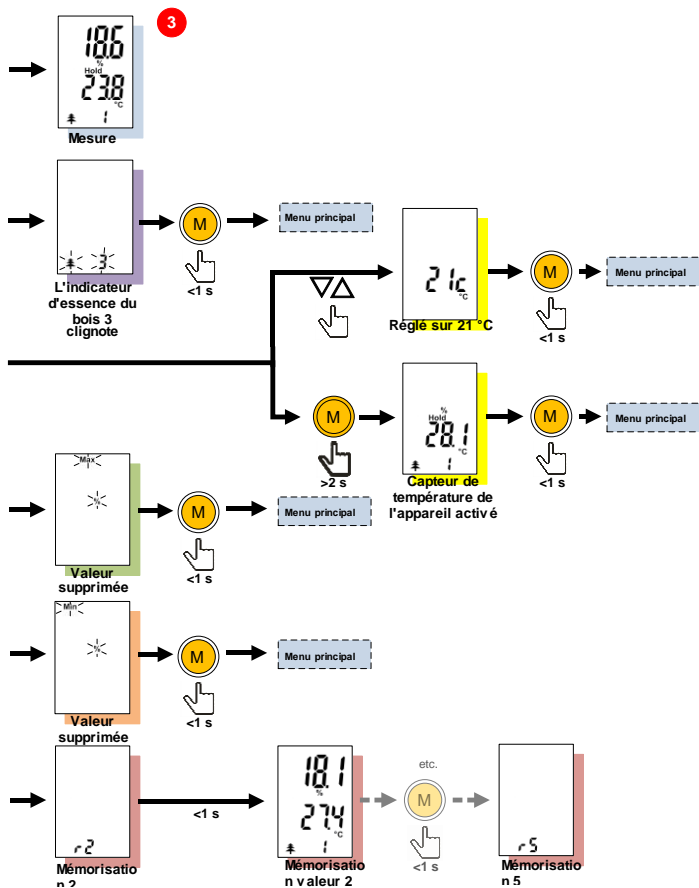 3
18.6
%
Hold
23.8
°C
1
Mesure
3
L'indicateur
d'essence du
bois 3
clignote
M
<1 s
Menu principal
21c
°C
Réglé sur 21 °C
M
<1 s
Menu principal
M
>2 s
%
Hold
28.1
°C
1
Capteur de
température de
l'appareil activé
M
<1 s
Menu principal
Max
%
Valeur
supprimée
M
<1 s
Menu principal
Min
%
Valeur
supprimée
M
<1 s
Menu principal
r2
Mémorisatio
n 2
<1 s
18.1
%
27.4
°C
1
Mémorisatio
n valeur 2
etc.
M
<1 s
r5
Mémorisatio
n 5